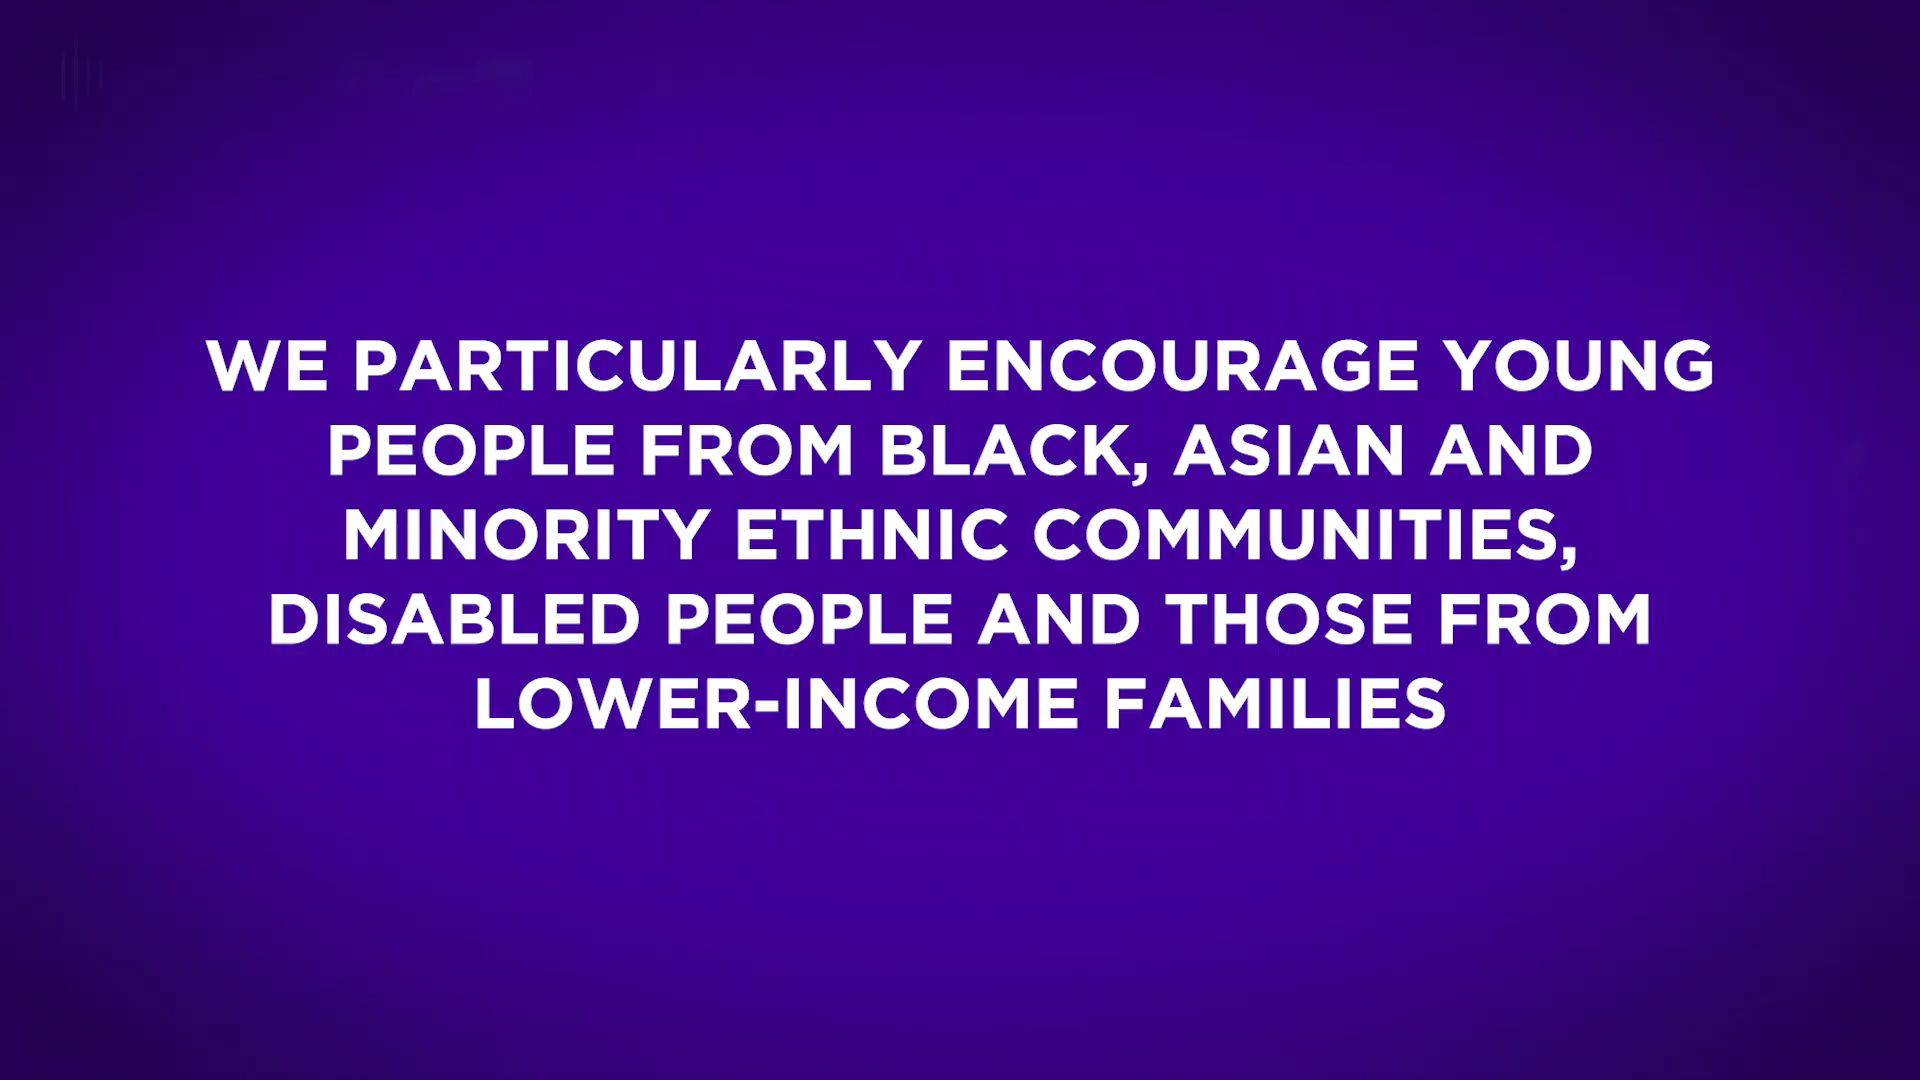 WE PARTICULARLY ENCOURAGE YOUNG
PEOPLE FROM BLACK, ASIAN AND
MINORITY ETHNIC COMMUNITIES,
DISABLED PEOPLE AND THOSE FROM
LOWER-INCOME FAMILIES